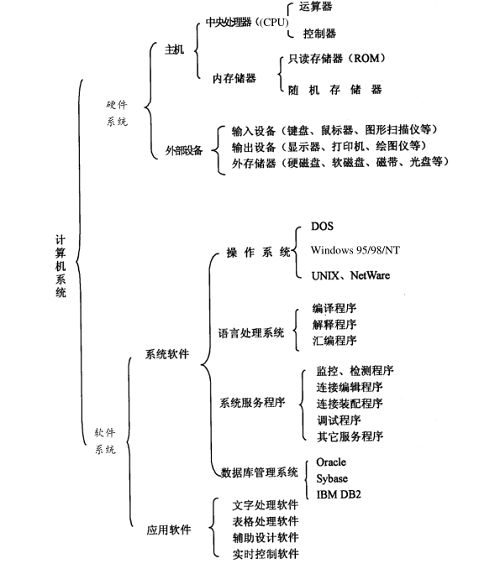 计算机系统
硬件系统
主机
中央处理器((CPU)
运算器
控制器
内存储器
只读存储器(ROM)
随机存储器
外部设备
输入设备(键盘、鼠标器、图形扫描仪等)
输出设备(显示器、打印机、绘图仪等)
外存储器(硬磁盘、软磁盘、磁带、光盘等)
软件系统
系统软件
操作系统
DOS
Windows 95/98/NT
UNIX、NetWare
语言处理系统
编译程序
解释程序
汇编程序
系统服务程序
监控、检测程序
连接编辑程序
连接装配程序
调试程序
其它服务程序
数据库管理系统
Oracle
Sybase
IBM DB2
应用软件
文字处理软件
表格处理软件
辅助设计软件
实时控制软件